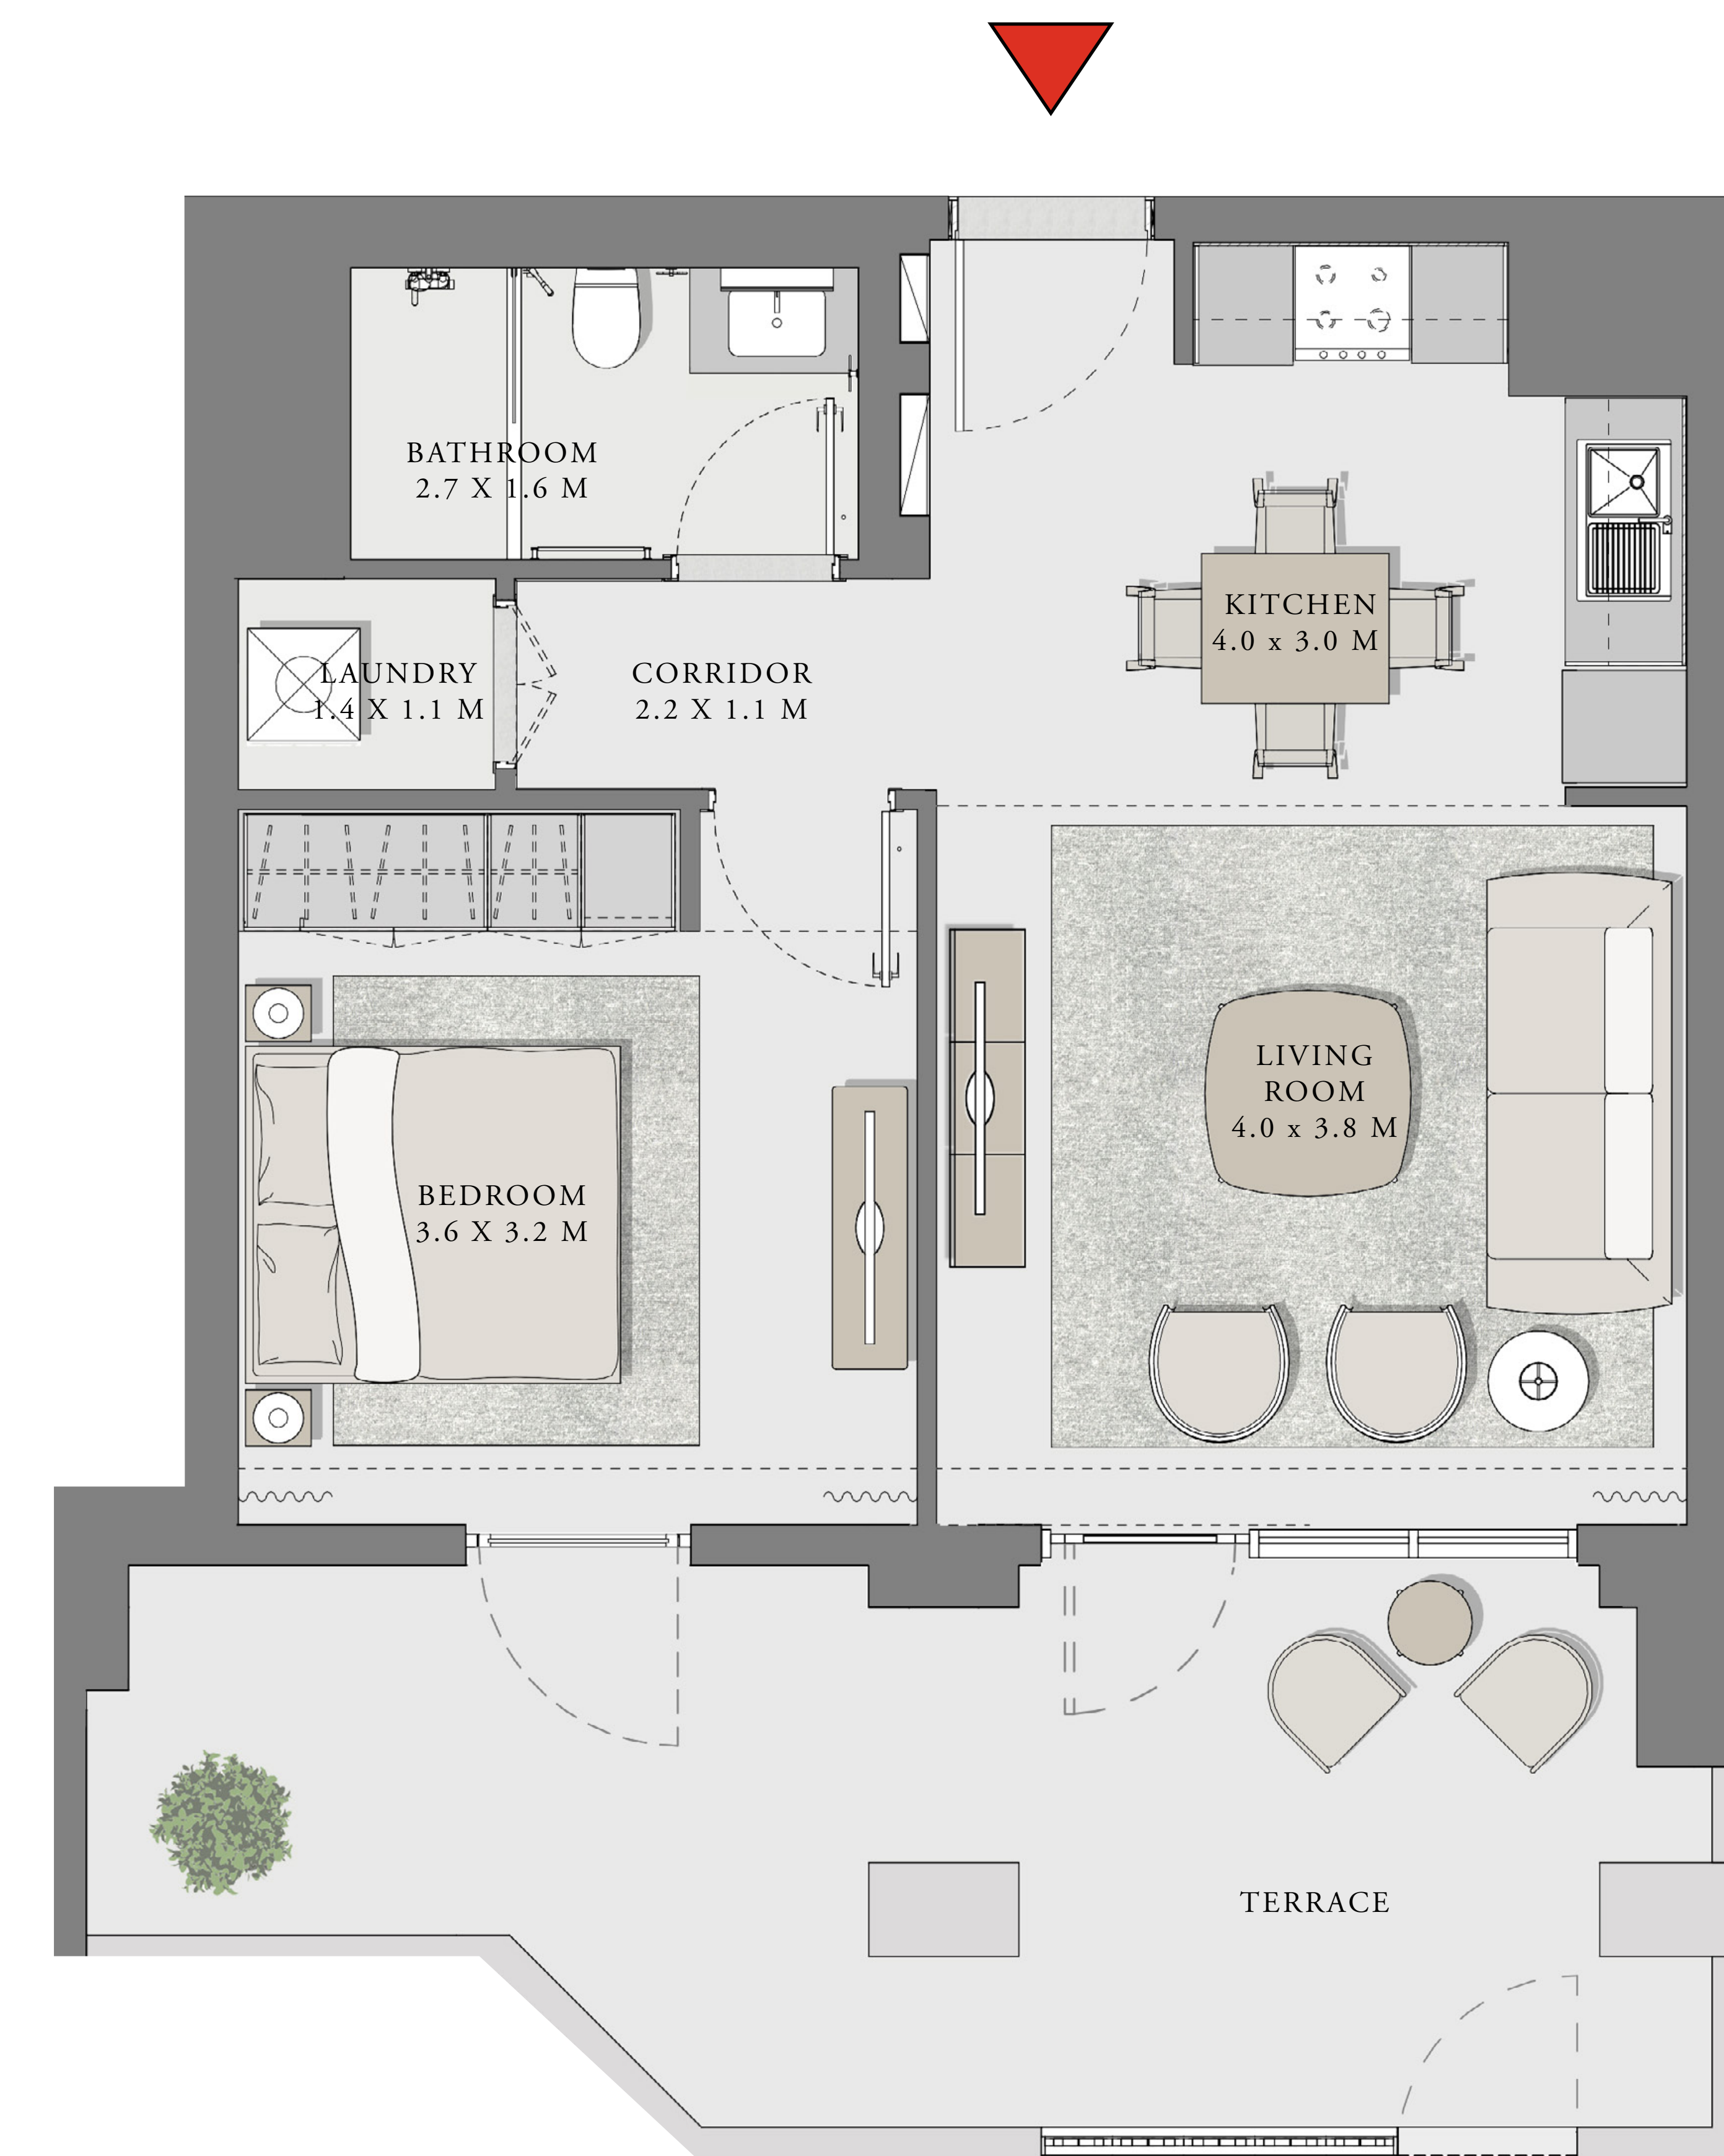 BATHROOM
2.7 X 1.6 M
KITCHEN
4.0 x 3.0 M
LAUNDRY
1.4 X 1.1 M
CORRIDOR
2.2 X 1.1 M
LIVING
ROOM
4.0 x 3.8 M
BEDROOM
3.6 X 3.2 M
TERRACE